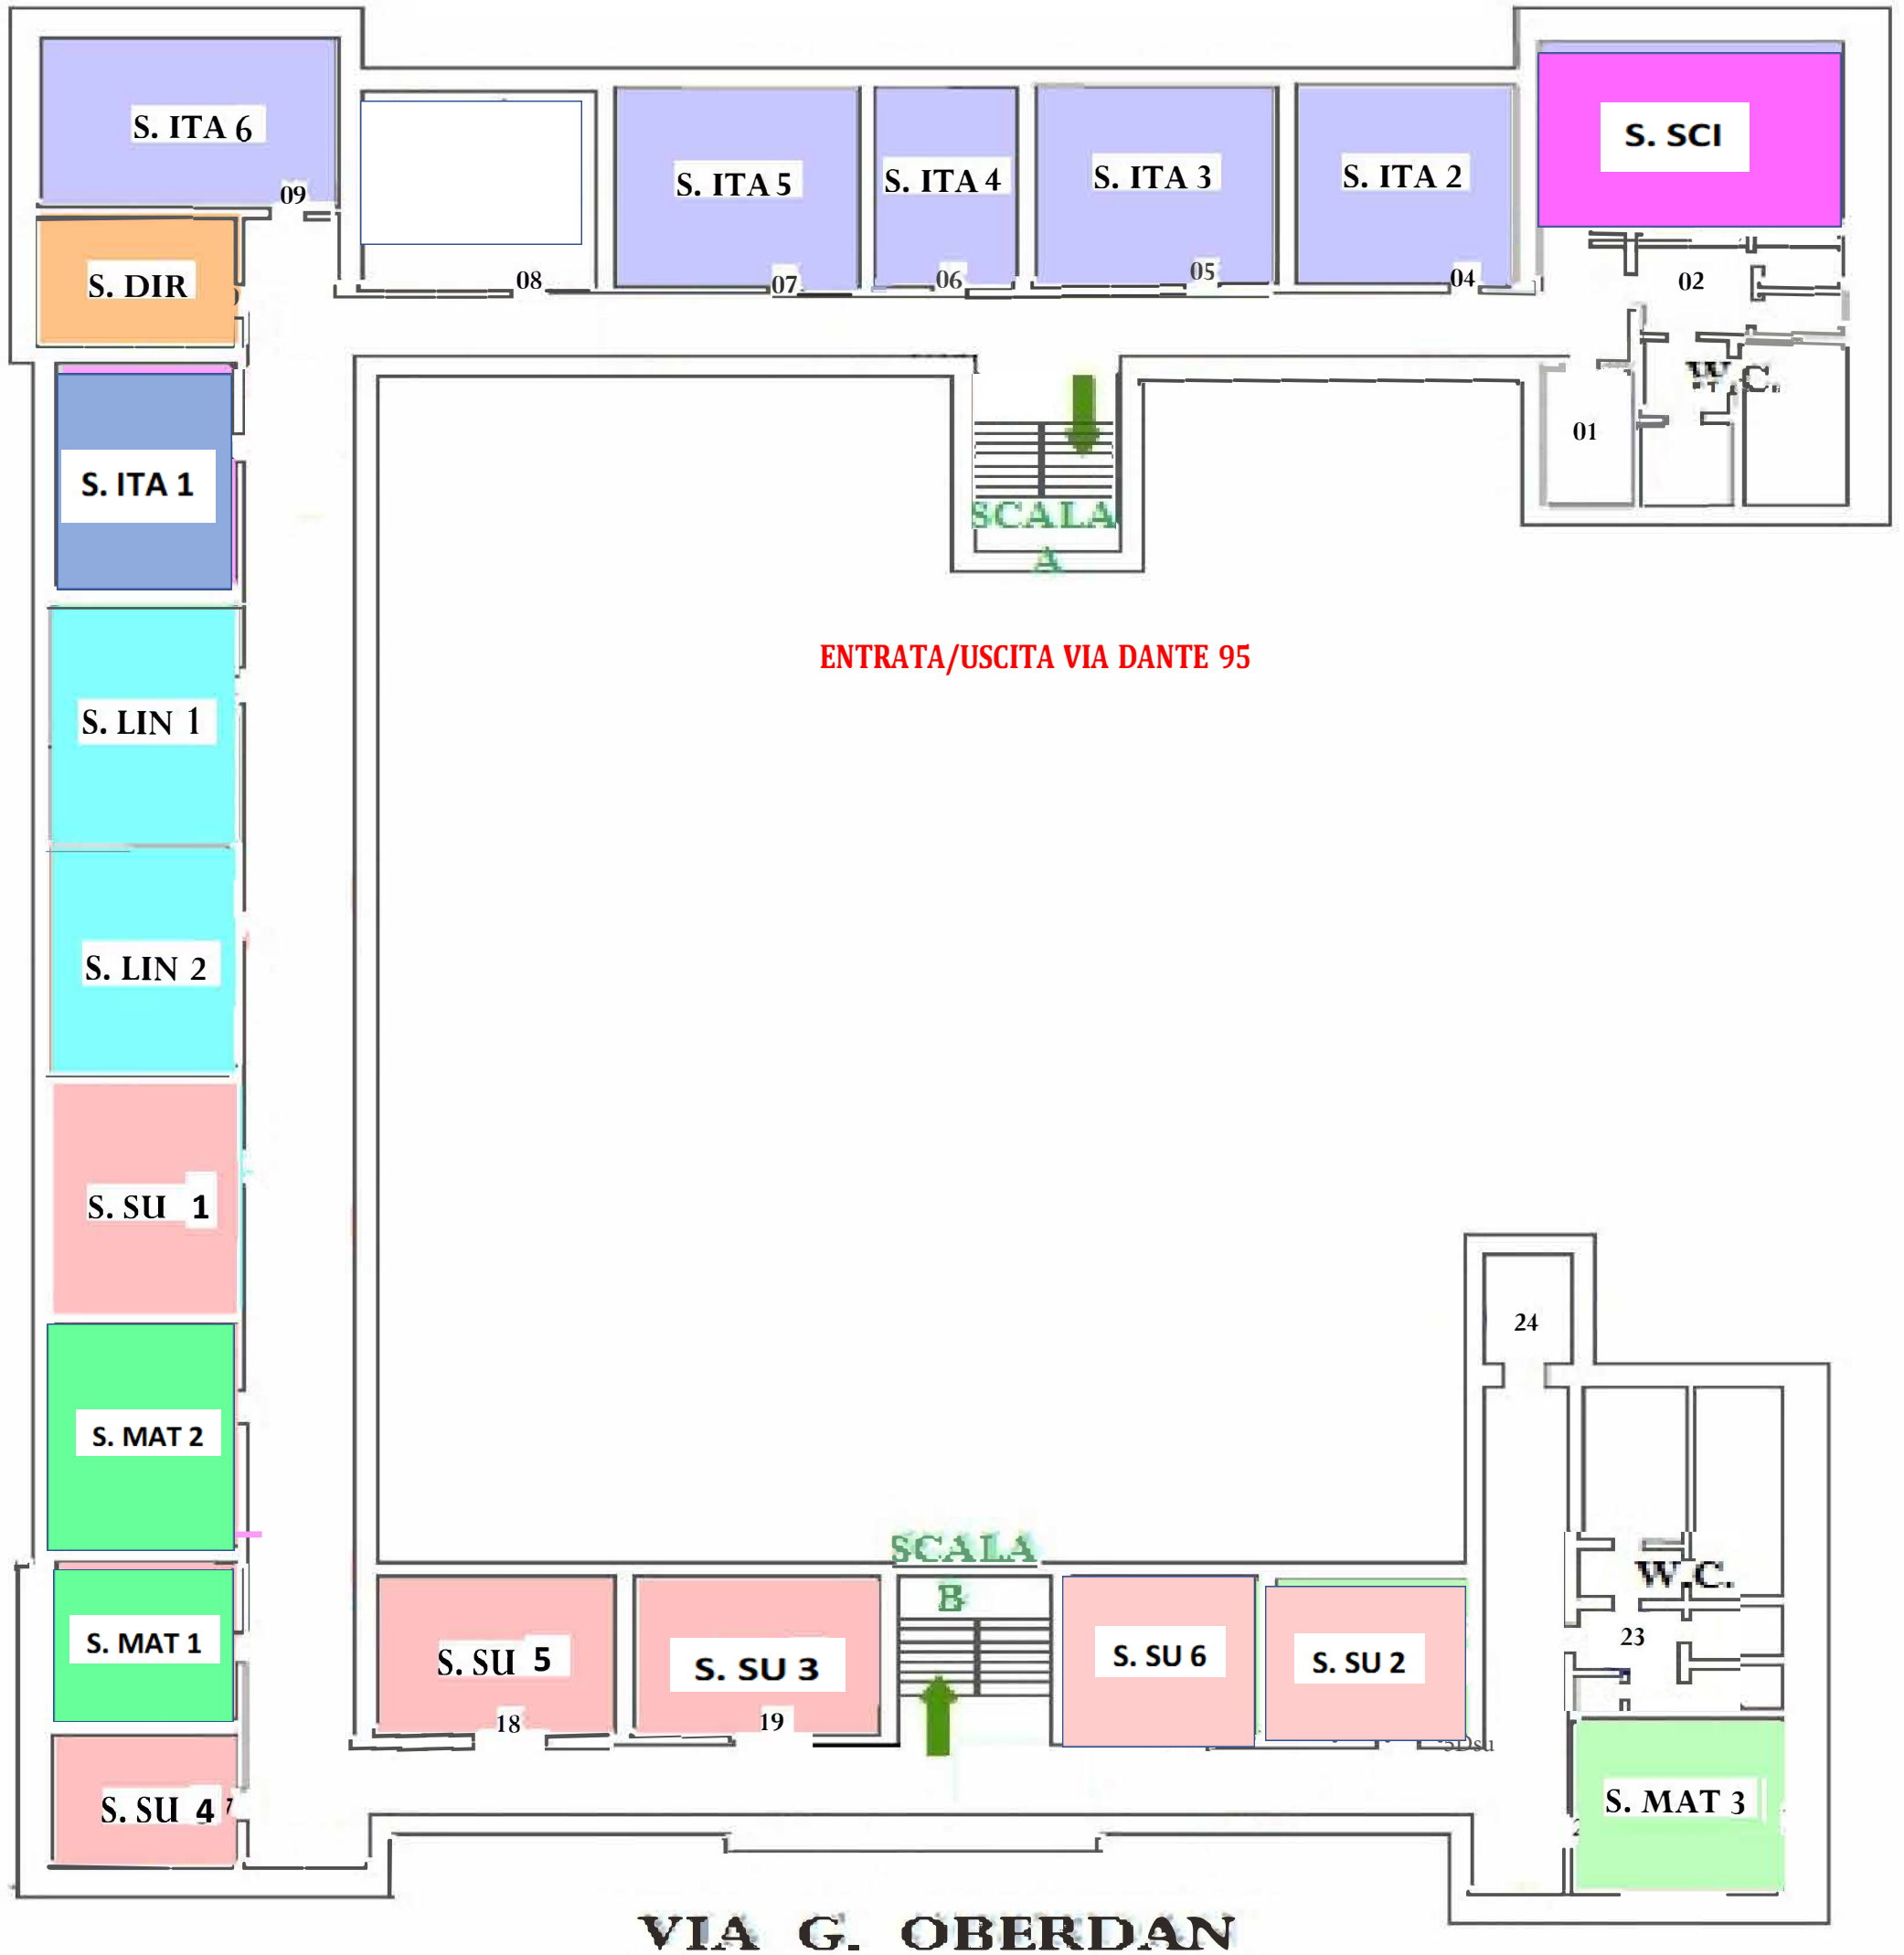 S. ITA 6
S. ITA 5
S. ITA 4
S. ITA 3
S. ITA 2
S. SCI
09
08
07
06
05
04
02
S. DIR
W.C.
01
S. ITA 1
SCALA
A
ENTRATA/USCITA VIA DANTE 95
S. LIN 1
S. LIN 2
S. SU 1
24
S. MAT 2
SCALA
B
W.C.
S. MAT 1
S. SU 5
S. SU 3
S. SU 6
S. SU 2
23
18
19
5Dsu
S. SU 4
S. MAT 3
VIA G. OBERDAN